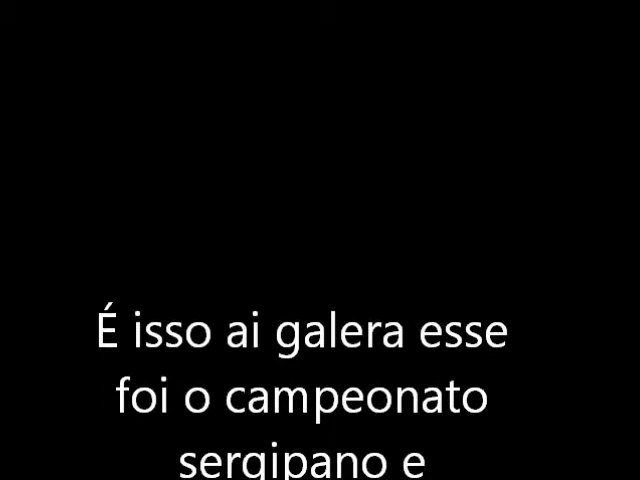 É isso ai galera esse
foi o campeonato
sergipano e